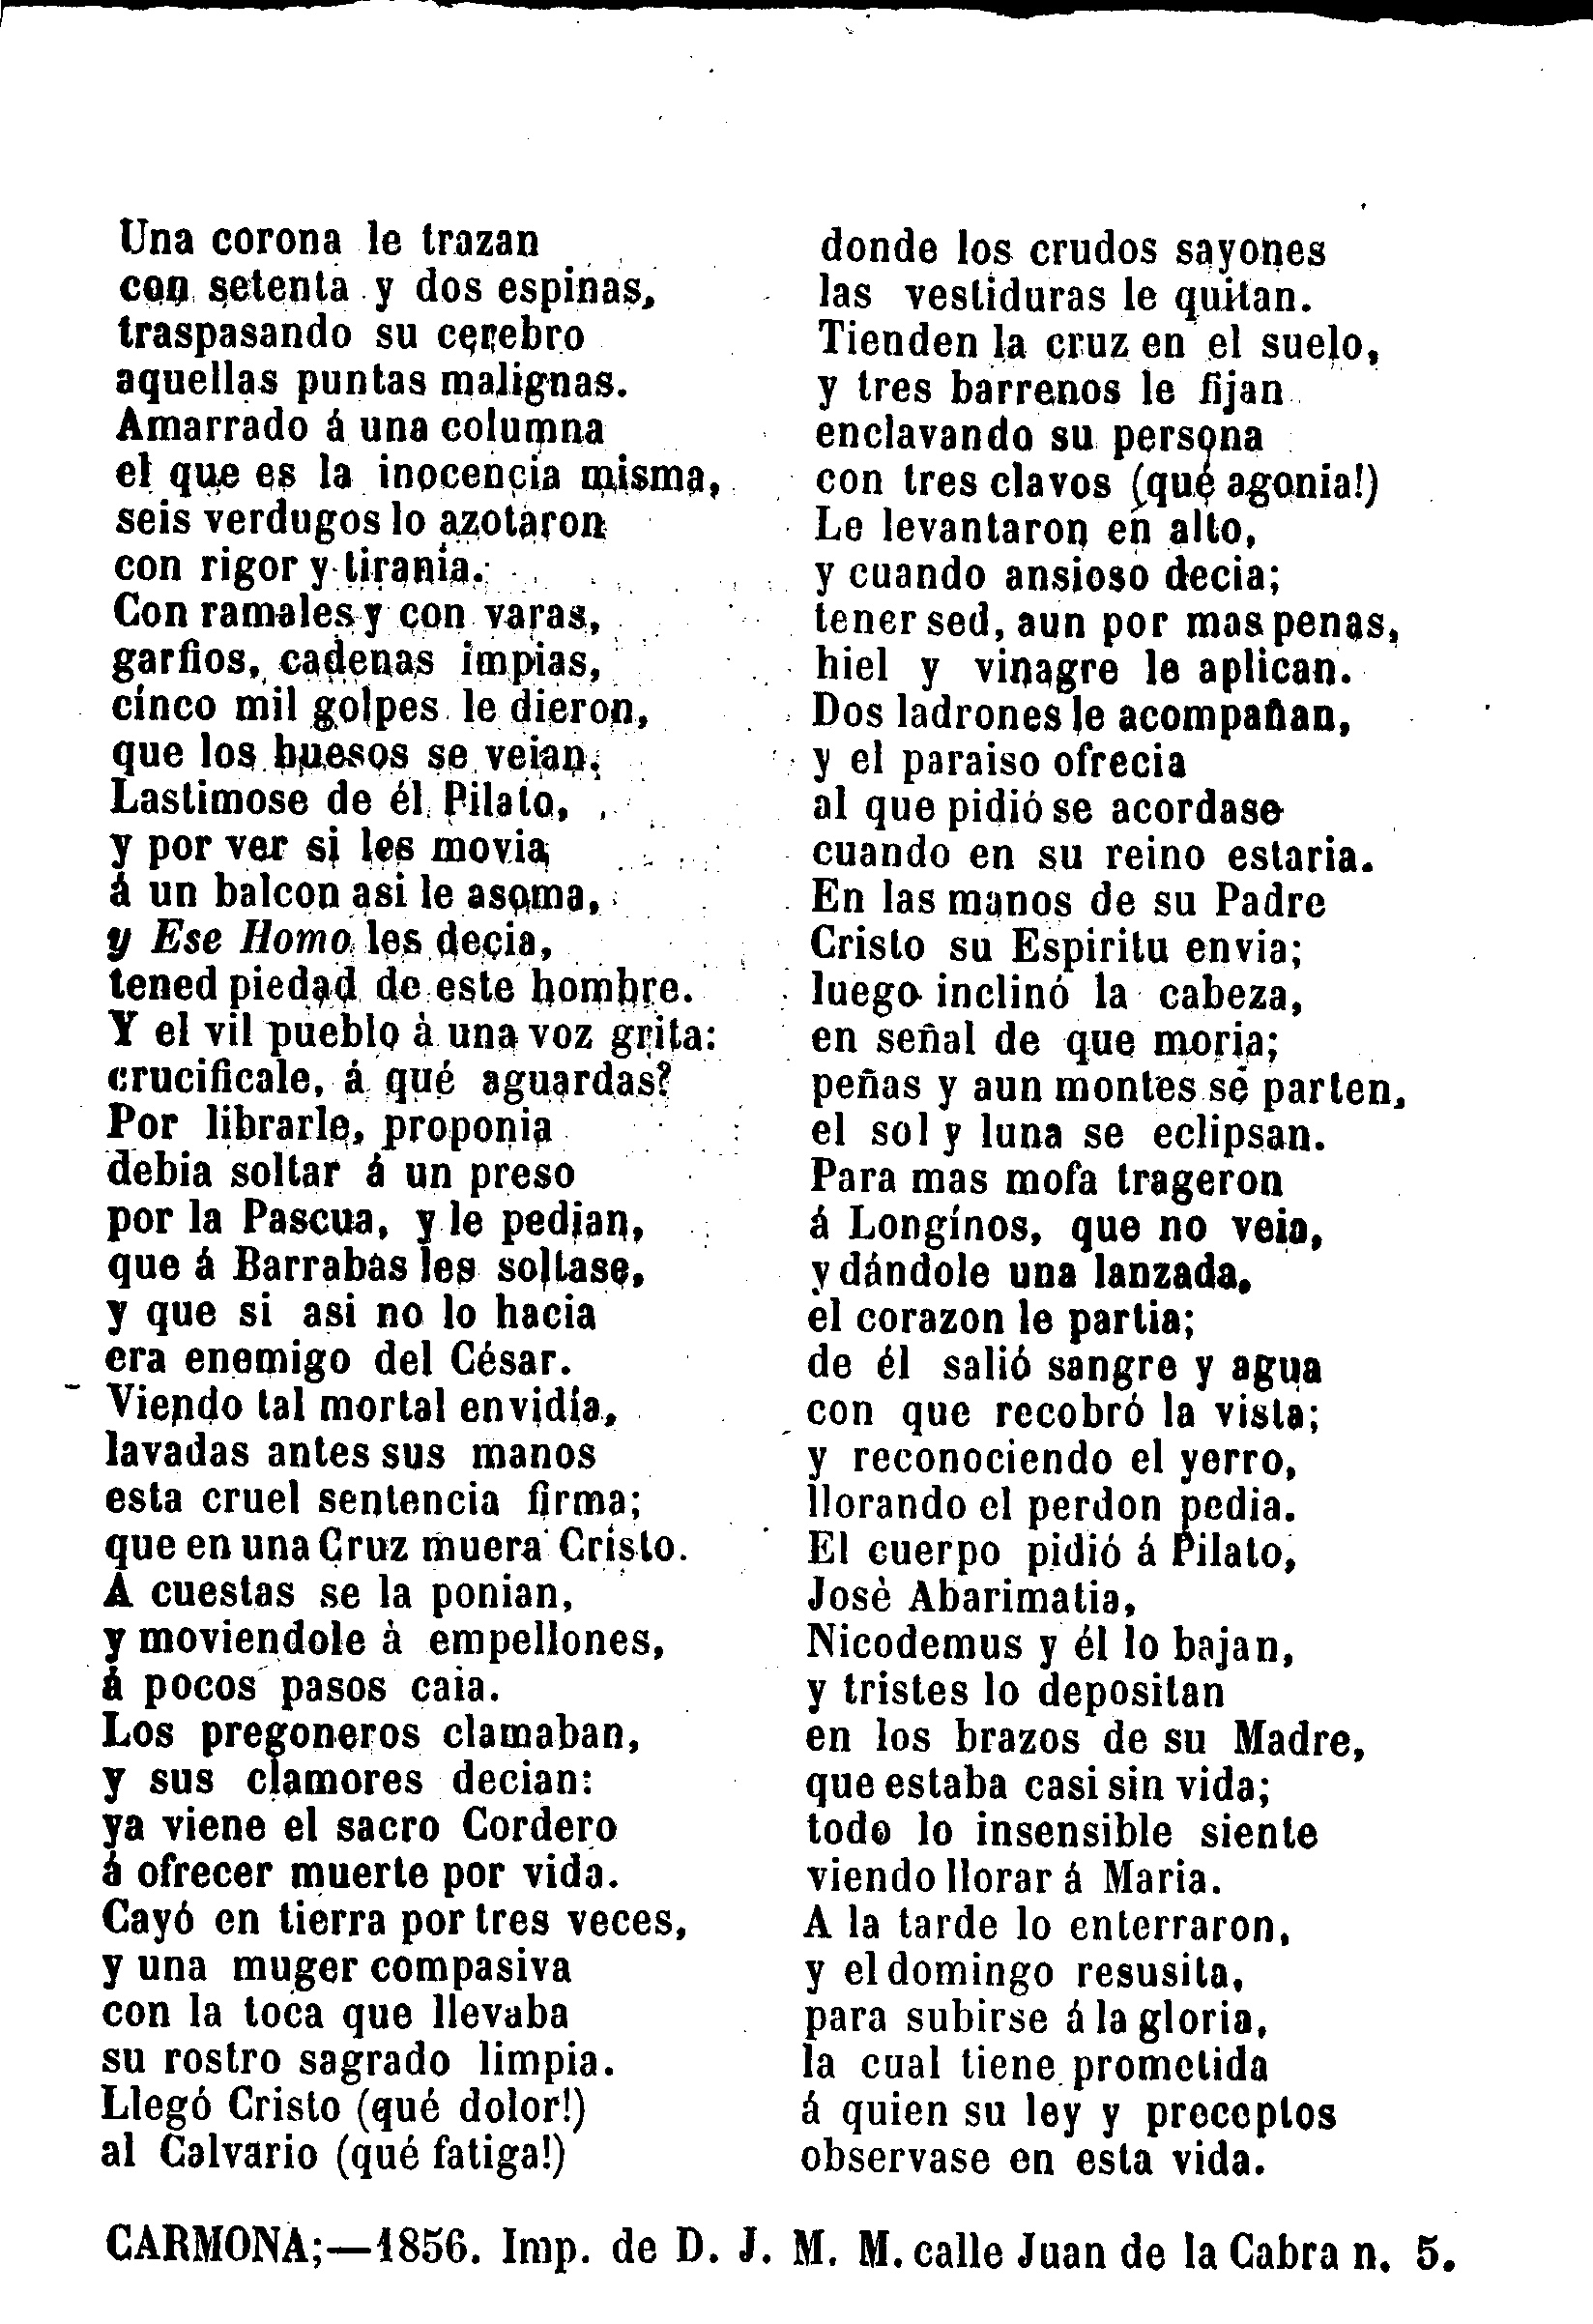 Una corona le trazan
con setenta y dos espinas,
traspasando su cerebro
aquellas puntas malignas.
Amarrado á una columna
el que es la inocencia misma,
seis verdugos lo azotaron
con rigor y tirania.
Con ramales y con varas,
garfios, cadenas impias,
cínco mil golpes le dieron,
que los huesos se veian.
Lastimose de él Pilato,
y por ver si les movia
á un balcon asi le asoma,
y Ese Homo les decia,
tened piedad de este hombre.
Y el vil pueblo à una voz grita:
crucificale, á qué aguardas?
Por librarle, proponia
debia soltar á un preso
por la Pascua, y le pedian,
que á Barrabas les soltase,
y que si asi no lo hacia
era enemigo del César.
Viendo tal mortal envidía,
lavadas antes sus manos
esta cruel sentencia firma;
que en una Cruz muera Cristo.
A cuestas se la ponian,
y moviendole à empellones,
á pocos pasos caia.
Los pregoneros clamaban,
y sus clamores decian:
ya viene el sacro Cordero
á ofrecer muerte por vida.
Cayó en tierra por tres veces,
y una muger compasiva
con la toca que llevaba
su rostro sagrado limpia.
Llegó Cristo (qué dolor!)
al Calvario (qué fatiga!)
donde los crudos sayones
las vestiduras le quitan.
Tienden la cruz en el suelo,
y tres barrenos le fijan
enclavando su persona
con tres clavos (qué agonia!)
Le levantaron en alto,
y cuando ansioso decia;
tener sed, aun por mas penas,
hiel y vinagre le aplican.
Dos ladrones le acompañan,
y el paraiso ofrecia
al que pidió se acordase
cuando en su reino estaria.
En las manos de su Padre
Cristo su Espiritu envia;
luego inclinó la cabeza,
en señal de que moria;
peñas y aun montes se parten,
el sol y luna se eclipsan.
Para mas mofa trageron
á Longínos, que no veia,
y dándole una lanzada,
el corazon le partia;
de él salió sangre y agua
con que recobró la vista;
y reconociendo el yerro,
llorando el perdon pedia.
El cuerpo pidió á Pilato,
Josè Abarimatia,
Nicodemus y él lo bajan,
y tristes lo depositan
en los brazos de su Madre,
que estaba casi sin vida;
todo lo insensible siente
viendo llorar á Maria.
A la tarde lo enterraron,
y el domingo resusita,
para subirse á la gloria,
la cual tiene prometida
á quien su ley y preceptos
observase en esta vida.
CARMONA;—1856. Imp. de D. J. M. M. calle Juan de la Cabra n. 5.